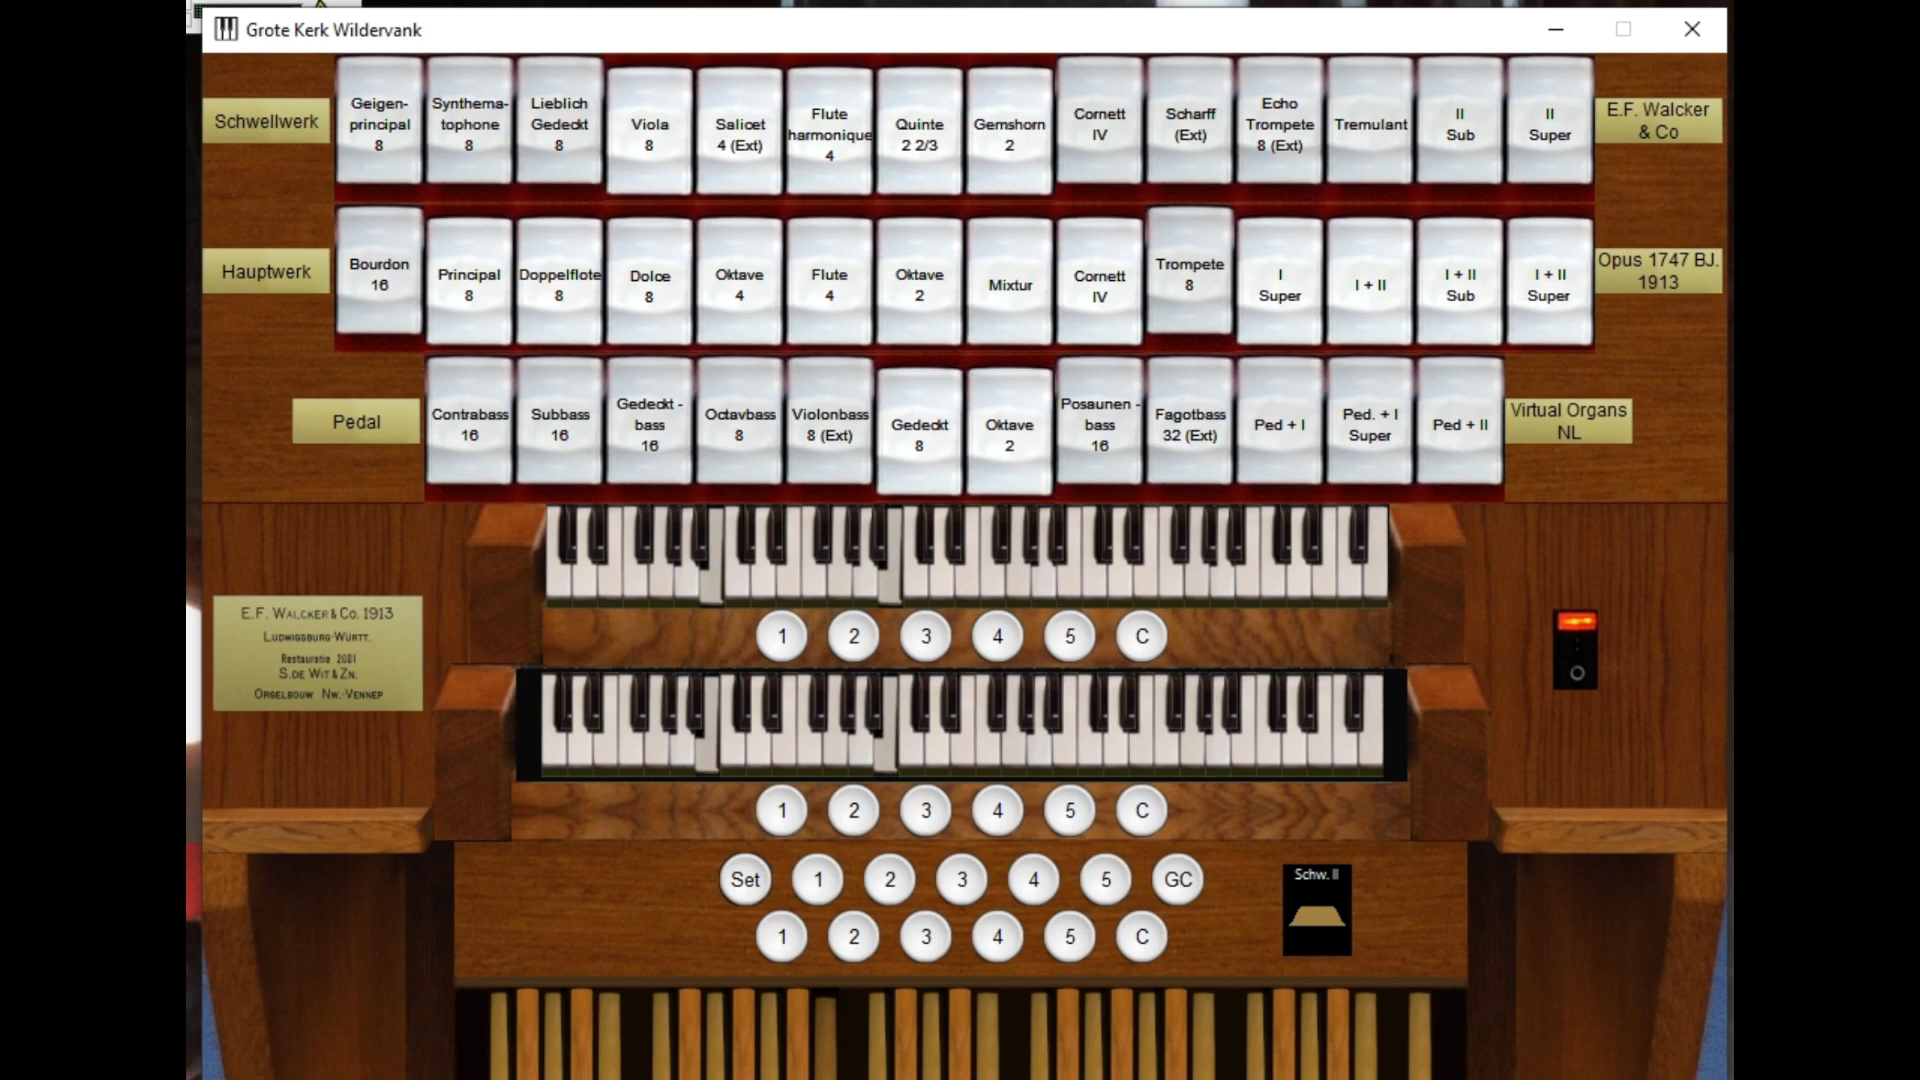 Grote Kerk Wildervank
Schwellwerk
Geigen-
principal
8
Synthema-
tophone
8
Lieblich
Gedeckt
8
Viola
8
Salicet
4 (Ext)
Flute
harmonique
4
Quinte
2 2/3
Gemshorn
2
Cornett
IV
Scharff
(Ext)
Echo
Trompete
8 (Ext)
Tremulant
II
Sub
II
Super
E.F. Walcker
& Co
Hauptwerk
Bourdon
16
Principal
8
Doppelflote
8
Dolce
8
Oktave
4
Flute
4
Oktave
2
Mixtur
Cornett
IV
Trompete
8
I
Super
I + II
I + II
Sub
I + II
Super
Opus 1747 BJ.
1913
Pedal
Contrabass
16
Subbass
16
Gedeckt -
bass
16
Octavbass
8
Violonbass
8 (Ext)
Gedeckt
8
Oktave
2
Posaunen -
bass
16
Fagotbass
32 (Ext)
Ped + I
Ped. + I
Super
Ped + II
Virtual Organs
NL
E.F. Walcker & Co. 1913
Ludwigsburg-Württ.
Restauratie 2001
S.de Wit & Zn.
Orgelbouw Nw.-Vennep
1 2 3 4 5 C
1 2 3 4 5 C
Set 1 2 3 4 5 GC
Schw. II
1 2 3 4 5 C